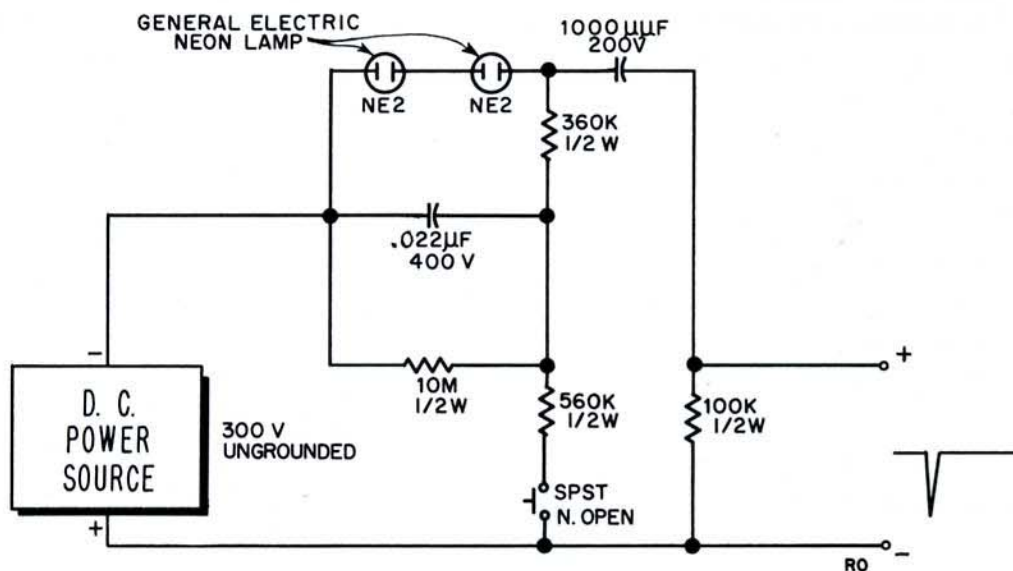 GENERAL ELECTRIC
NEON LAMP
1000μμF
200V
NE2
NE2
360K
1/2 W
.022μF
400 V
-
10M
1/2W
560K
1/2W
100K
1/2W
+
D. C.
POWER
SOURCE
300 V
UNGROUNDED
SPST
N. OPEN
+
RO
-